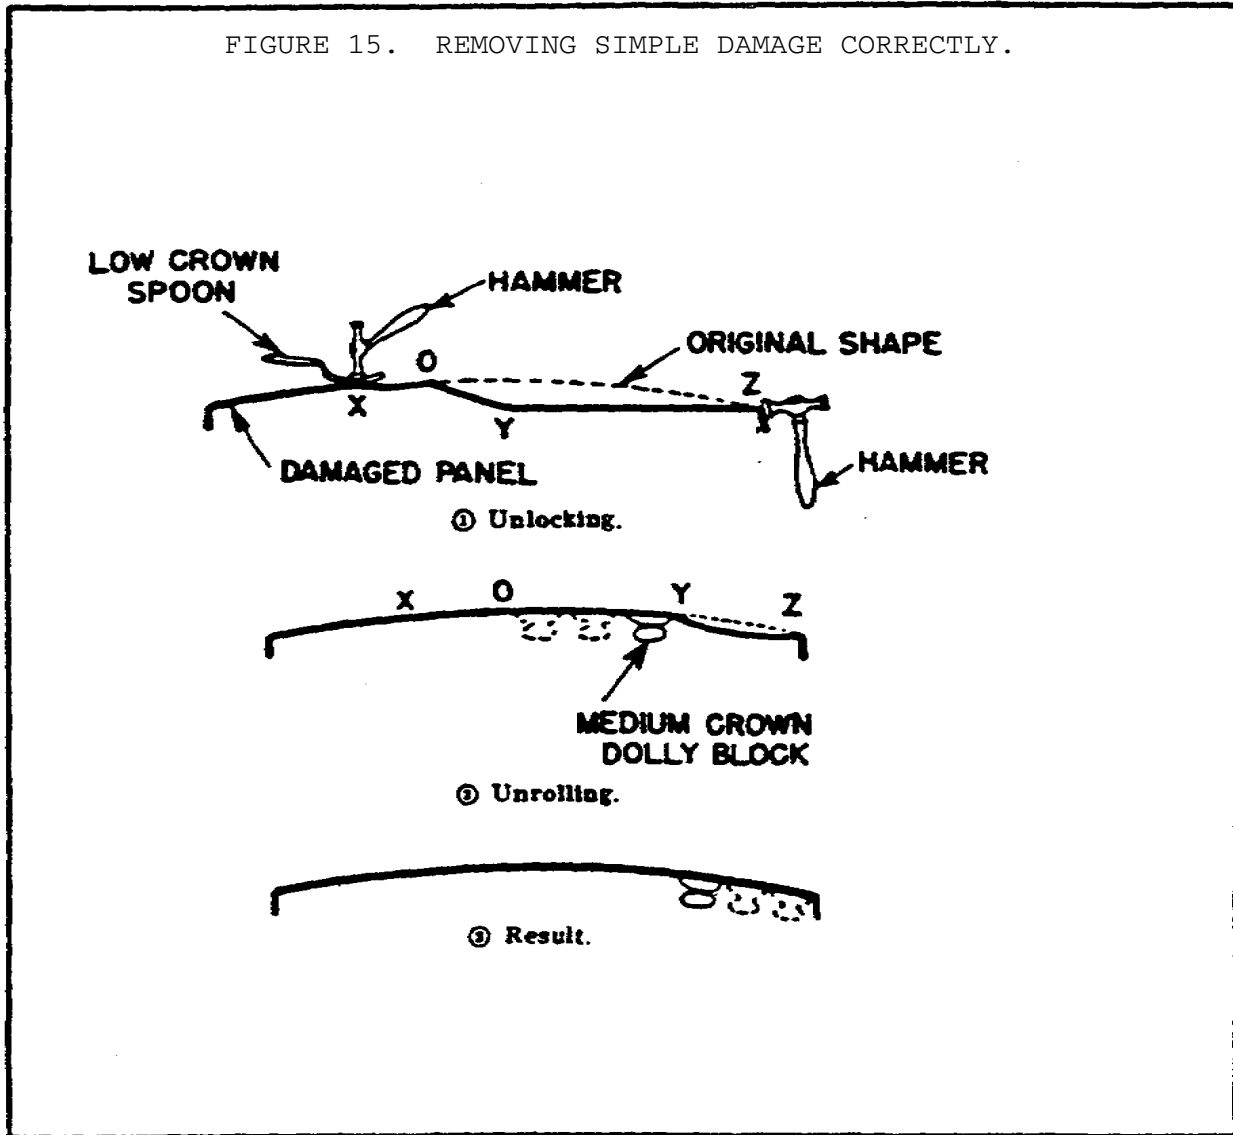 FIGURE 15. REMOVING SIMPLE DAMAGE CORRECTLY.
LOW CROWN
SPOON
HAMMER
O
ORIGINAL SHAPE
Z
X
Y
DAMAGED PANEL
HAMMER
① Unlocking.
X
O
Y
Z
MEDIUM CROWN
DOLLY BLOCK
② Unrolling.
③ Result.